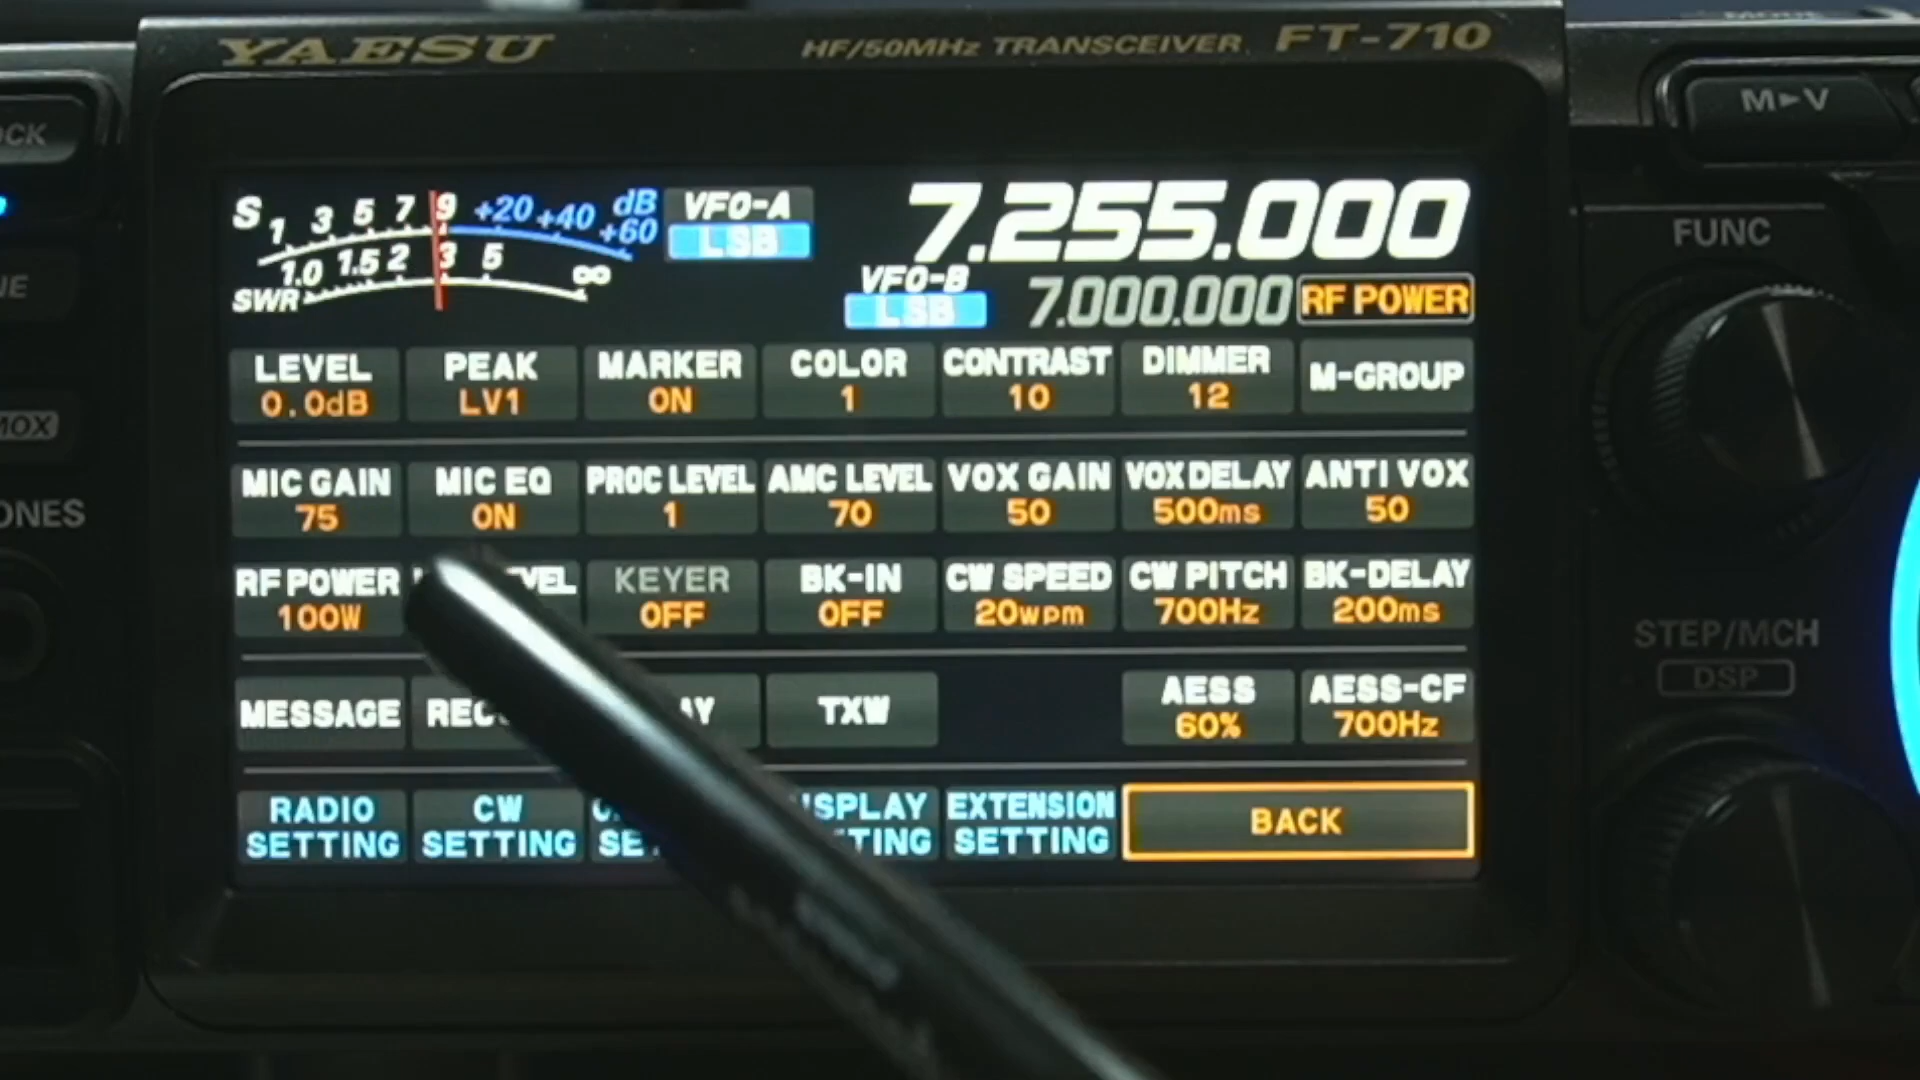 MODE
YAESU
HF/50MHz TRANSCEIVER FT-710
M►V
FUNC
STEP/MCH
DSP
S 1 3 5 7 9 +20 +40 +60 dB
SWR 1.0 1.5 2 3 5 ∞
VFO-A
LSB
7.255.000
VFO-B
LSB
7.000.000
RF POWER
LEVEL PEAK MARKER COLOR CONTRAST DIMMER M-GROUP
0.0dB LV1 ON 1 10 12
MIC GAIN MIC EQ PROC LEVEL AMC LEVEL VOX GAIN VOX DELAY ANTI VOX
75 ON 1 70 50 500ms 50
RF POWER KEYER BK-IN CW SPEED CW PITCH BK-DELAY
100W OFF OFF 20wpm 700Hz 200ms
MESSAGE TXW AESS AESS-CF
60% 700Hz
RADIO CW EXTENSION
SETTING SETTING SETTING
BACK